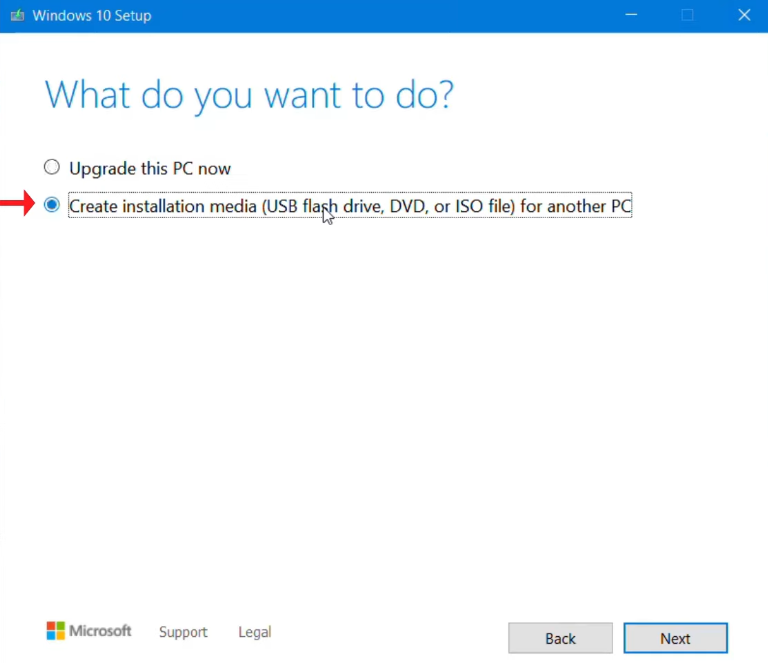 Windows 10 Setup
What do you want to do?
Upgrade this PC now
Create installation media (USB flash drive, DVD, or ISO file) for another PC
Microsoft Support Legal Back Next